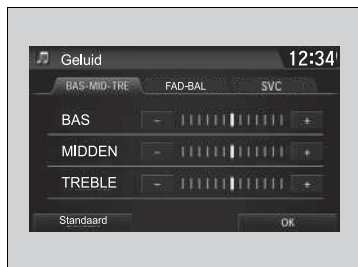 Geluid 12:34
BAS-MID-TRE FAD-BAL SVC
BAS - +
MIDDEN - +
TREBLE - +
Standaard OK